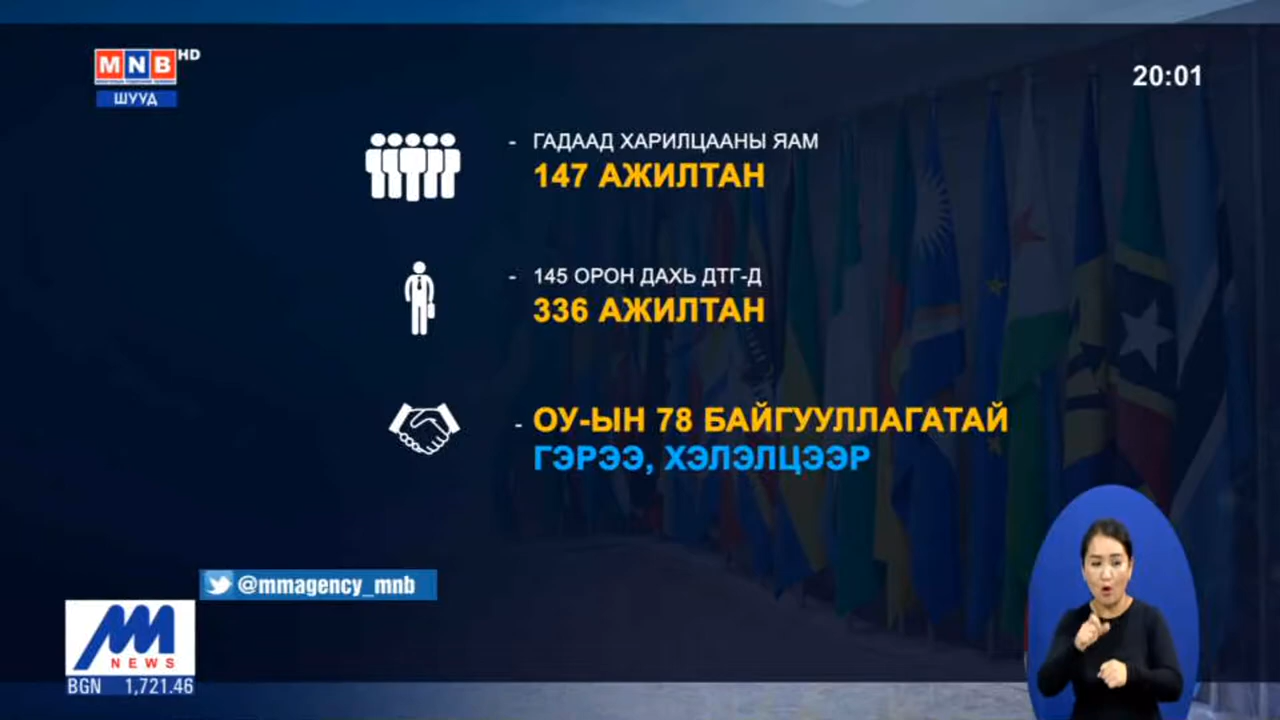 MNB HD
20:01
ШУУД
- ГАДААД ХАРИЛЦААНЫ ЯАМ
147 АЖИЛТАН
- 145 ОРОН ДАХЬ ДТГ-Д
336 АЖИЛТАН
- ОУ-ЫН 78 БАЙГУУЛЛАГАТАЙ
ГЭРЭЭ, ХЭЛЭЛЦЭЭР
@mmagency_mnb
M
NEWS
BGN 1,721.46